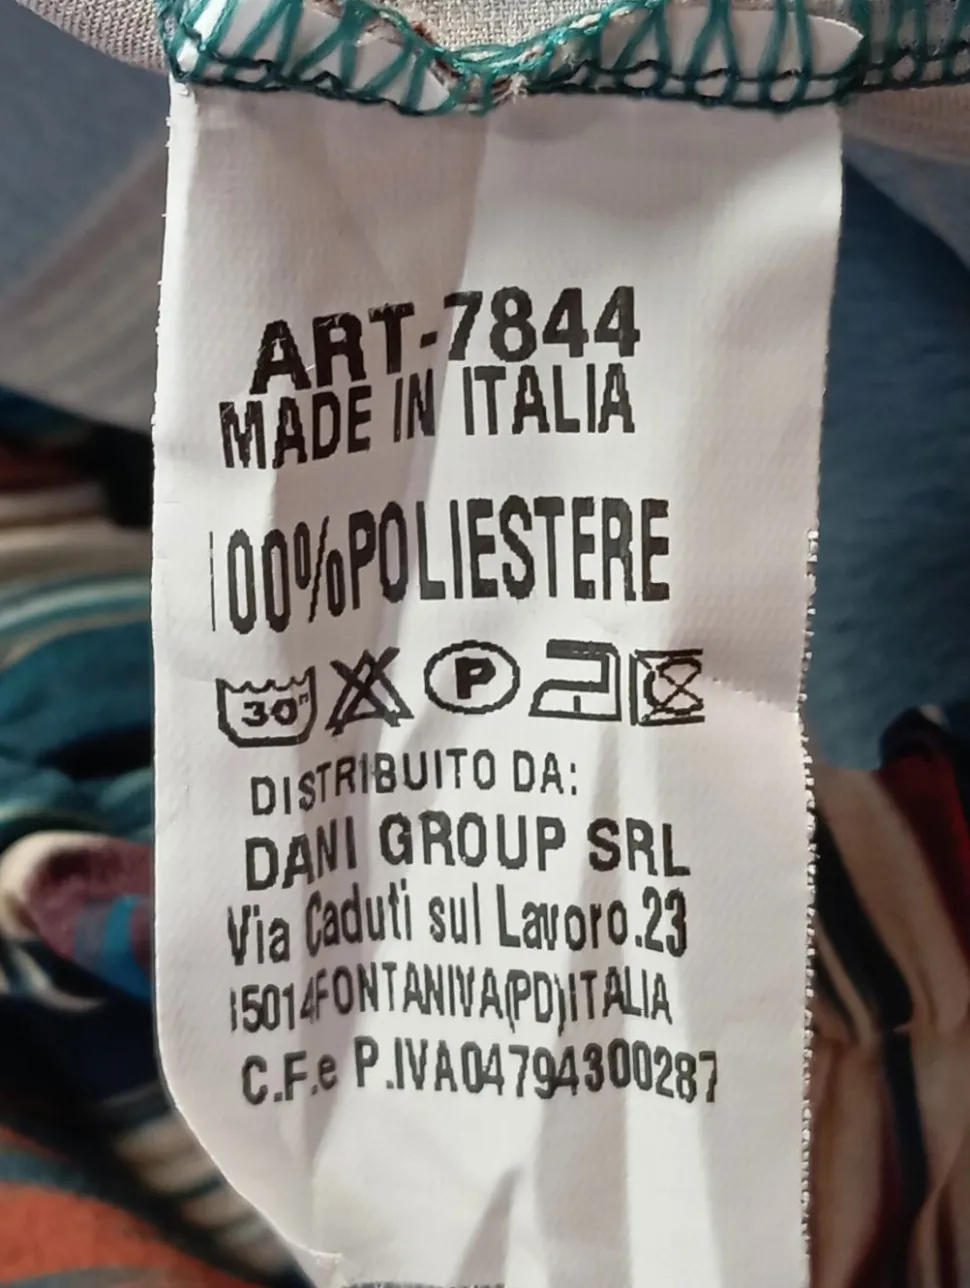 ART-7844
MADE IN ITALIA
100%POLIESTERE
30° P
DISTRIBUITO DA:
DANI GROUP SRL
Via Caduti sul Lavoro.23
35014FONTANIVA(PD)ITALIA
C.F.e P.IVA04794300287